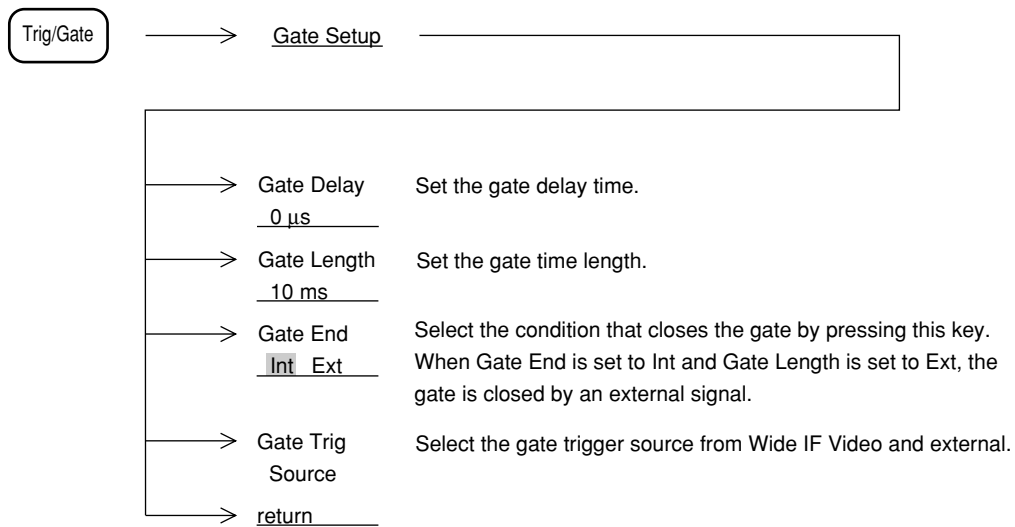 Trig/Gate
Gate Setup
Gate Delay
0 μs
Set the gate delay time.
Gate Length
10 ms
Set the gate time length.
Gate End
Int Ext
Select the condition that closes the gate by pressing this key.
When Gate End is set to Int and Gate Length is set to Ext, the
gate is closed by an external signal.
Gate Trig
Source
Select the gate trigger source from Wide IF Video and external.
return